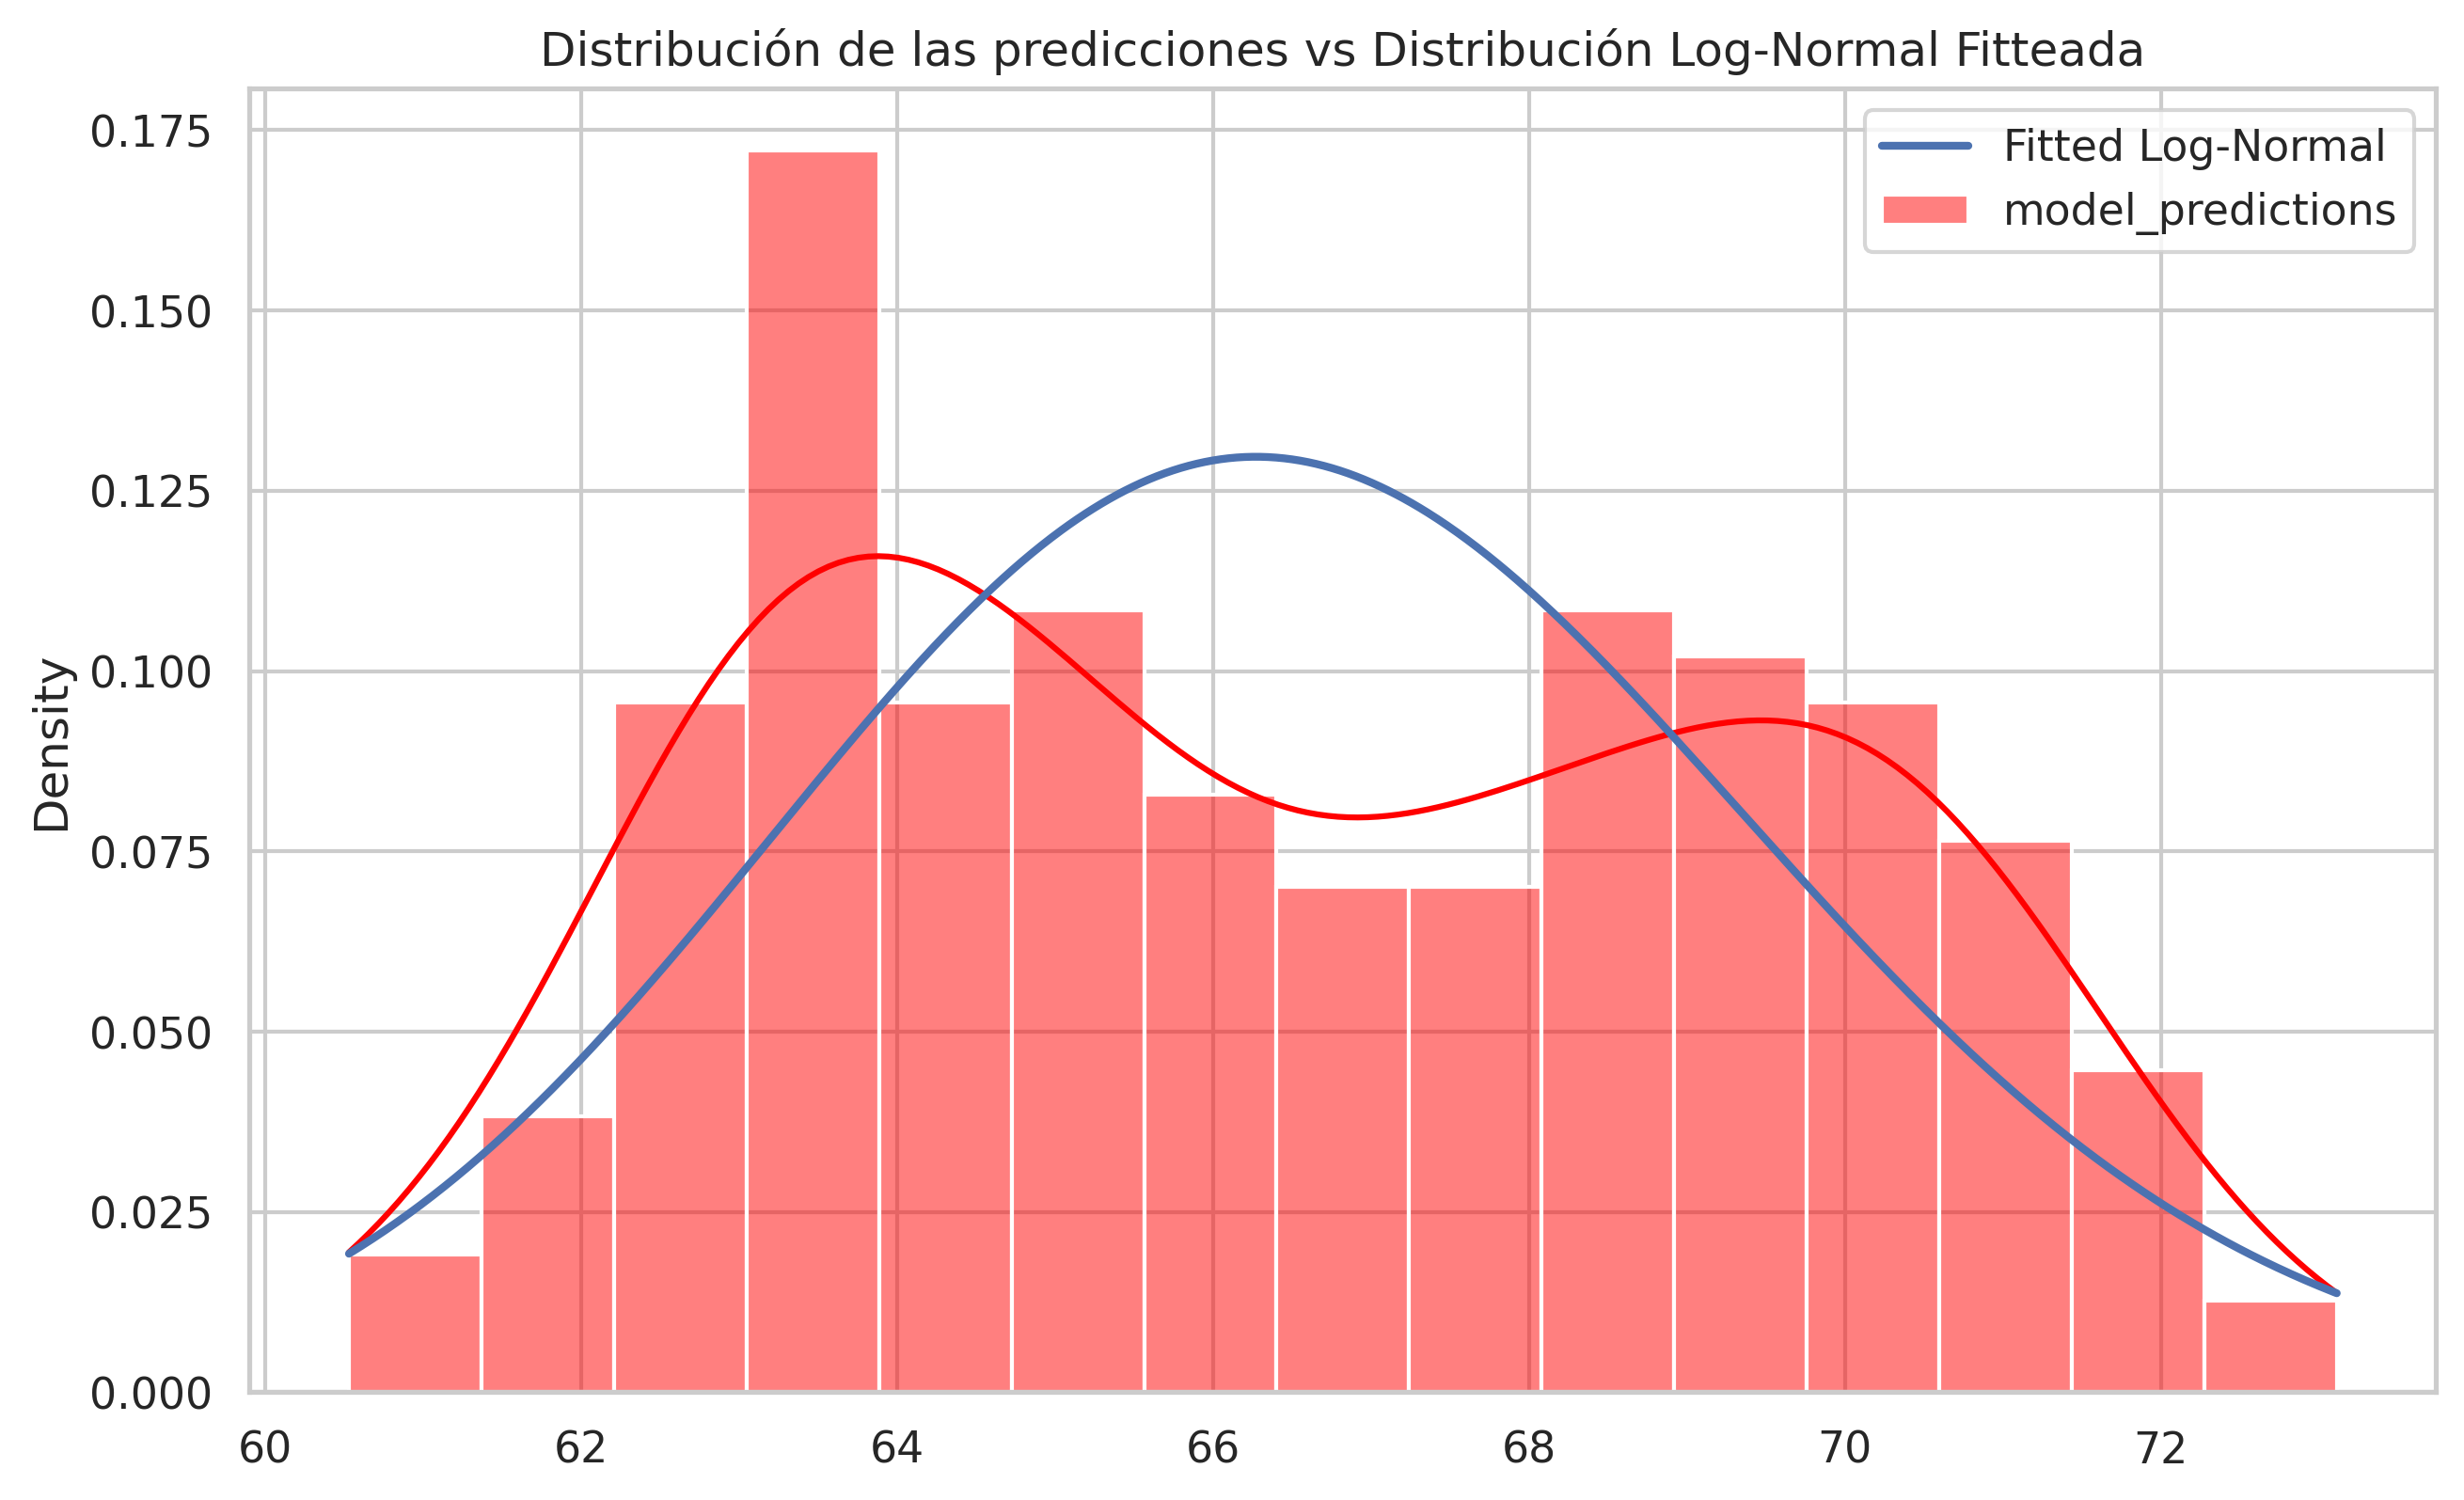 Distribución de las predicciones vs Distribución Log-Normal Fitteada
Fitted Log-Normal
model_predictions
Density
0.175
0.150
0.125
0.100
0.075
0.050
0.025
0.000
60 62 64 66 68 70 72